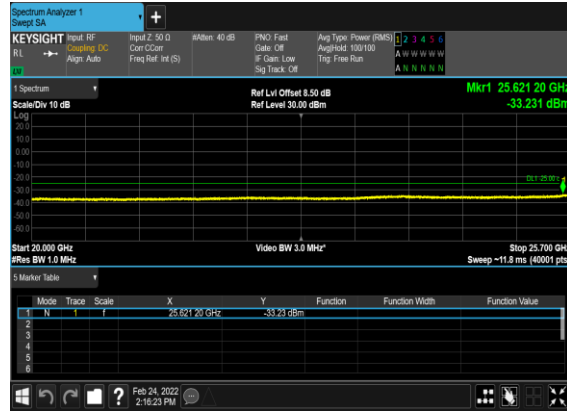 Spectrum Analyzer 1
Swept SA
+
KEYSIGHT Input: RF Input Z: 50 Ω #Atten: 40 dB PNO: Fast Avg Type: Power (RMS) 1 2 3 4 5 6
RL Coupling: DC Corr CCorr Gate: Off Avg|Hold: 100/100 A W W W W W
Align: Auto Freq Ref: Int (S) IF Gain: Low Trig: Free Run
Sig Track: Off A N N N N N
1 Spectrum
Ref Lvl Offset 8.50 dB Mkr1 25.621 20 GHz
Scale/Div 10 dB Ref Level 30.00 dBm -33.231 dBm
Log
20.0
10.0
0.00
-10.0
-20.0
DL1 -25.00
-30.0
-40.0
-50.0
-60.0
Start 20.000 GHz Video BW 3.0 MHz* Stop 25.700 GH
#Res BW 1.0 MHz Sweep ~11.8 ms (40001 pts
5 Marker Table
Mode Trace Scale X Y Function Function Width Function Value
1 N 1 f 25.621 20 GHz -33.23 dBm
2
3
4
5
6
? Feb 24, 2022
2:16:23 PM